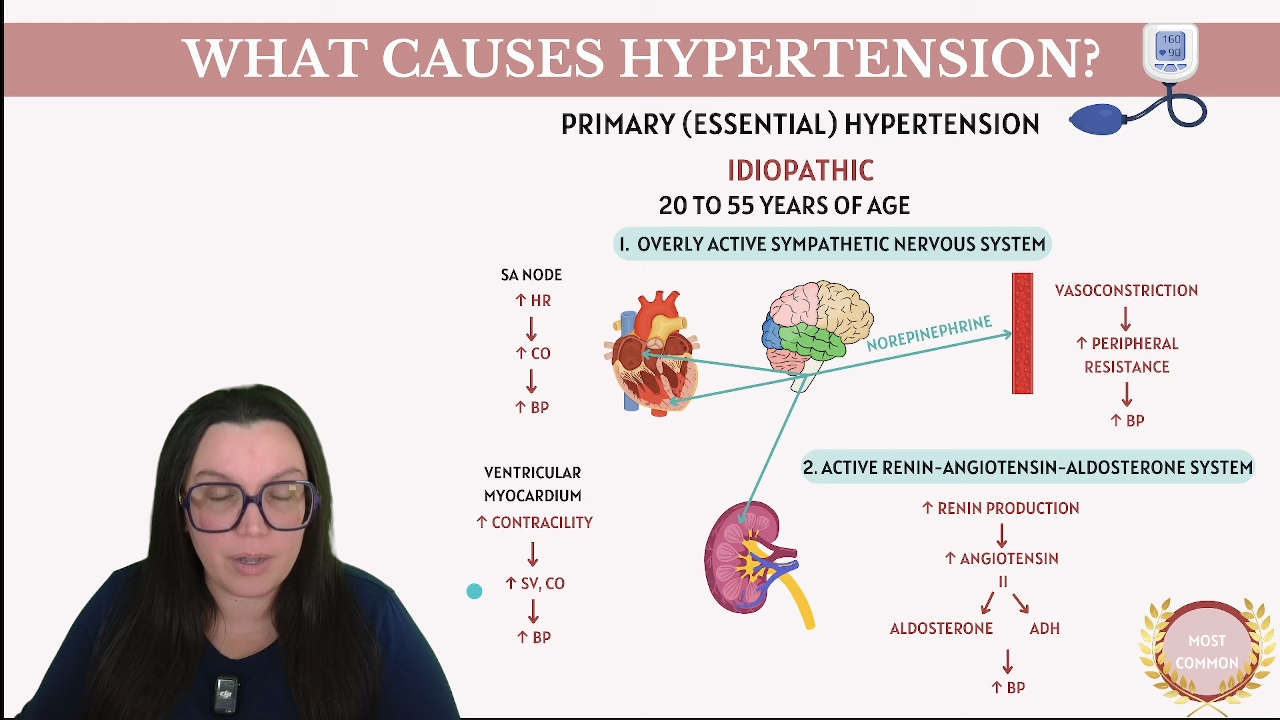 WHAT CAUSES HYPERTENSION?
160
90
PRIMARY (ESSENTIAL) HYPERTENSION
IDIOPATHIC
20 TO 55 YEARS OF AGE
1. OVERLY ACTIVE SYMPATHETIC NERVOUS SYSTEM
SA NODE
↑ HR
↑ CO
↑ BP
NOREPINEPHRINE
VASOCONSTRICTION
↑ PERIPHERAL
RESISTANCE
↑ BP
VENTRICULAR
MYOCARDIUM
↑ CONTRACILITY
↑ SV, CO
↑ BP
2. ACTIVE RENIN-ANGIOTENSIN-ALDOSTERONE SYSTEM
↑ RENIN PRODUCTION
↑ ANGIOTENSIN
II
ALDOSTERONE
ADH
↑ BP
MOST
COMMON
dji